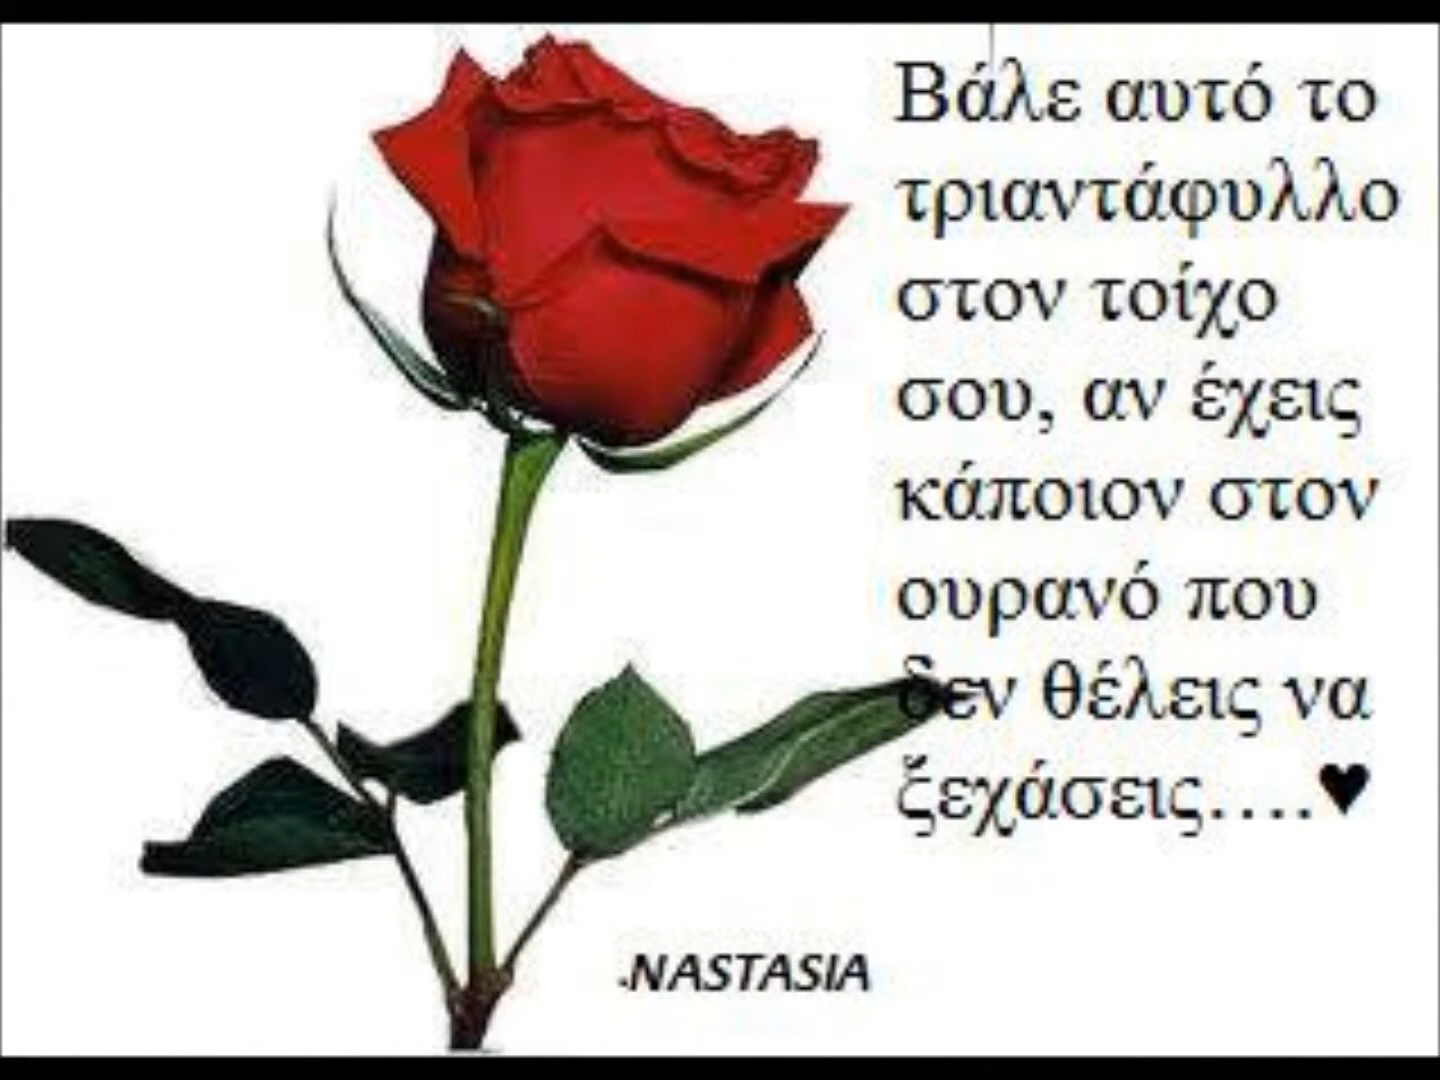 Βάλε αυτό το
τριαντάφυλλο
στον τοίχο
σου, αν έχεις
κάποιον στον
ουρανό που
δεν θέλεις να
ξεχάσεις….♥
-NASTASIA